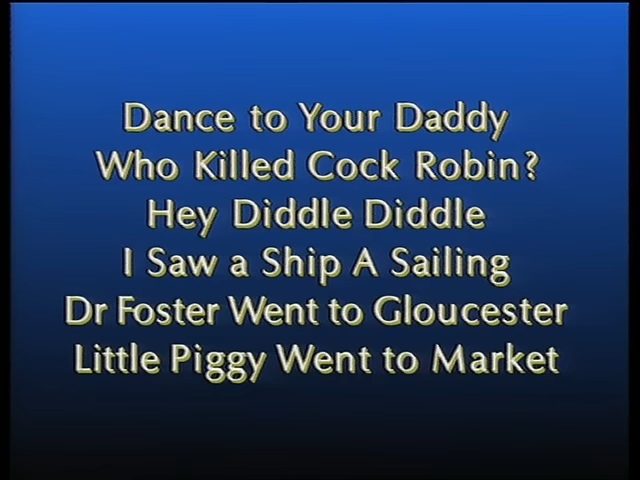 Dance to Your Daddy
Who Killed Cock Robin?
Hey Diddle Diddle
I Saw a Ship A Sailing
Dr Foster Went to Gloucester
Little Piggy Went to Market